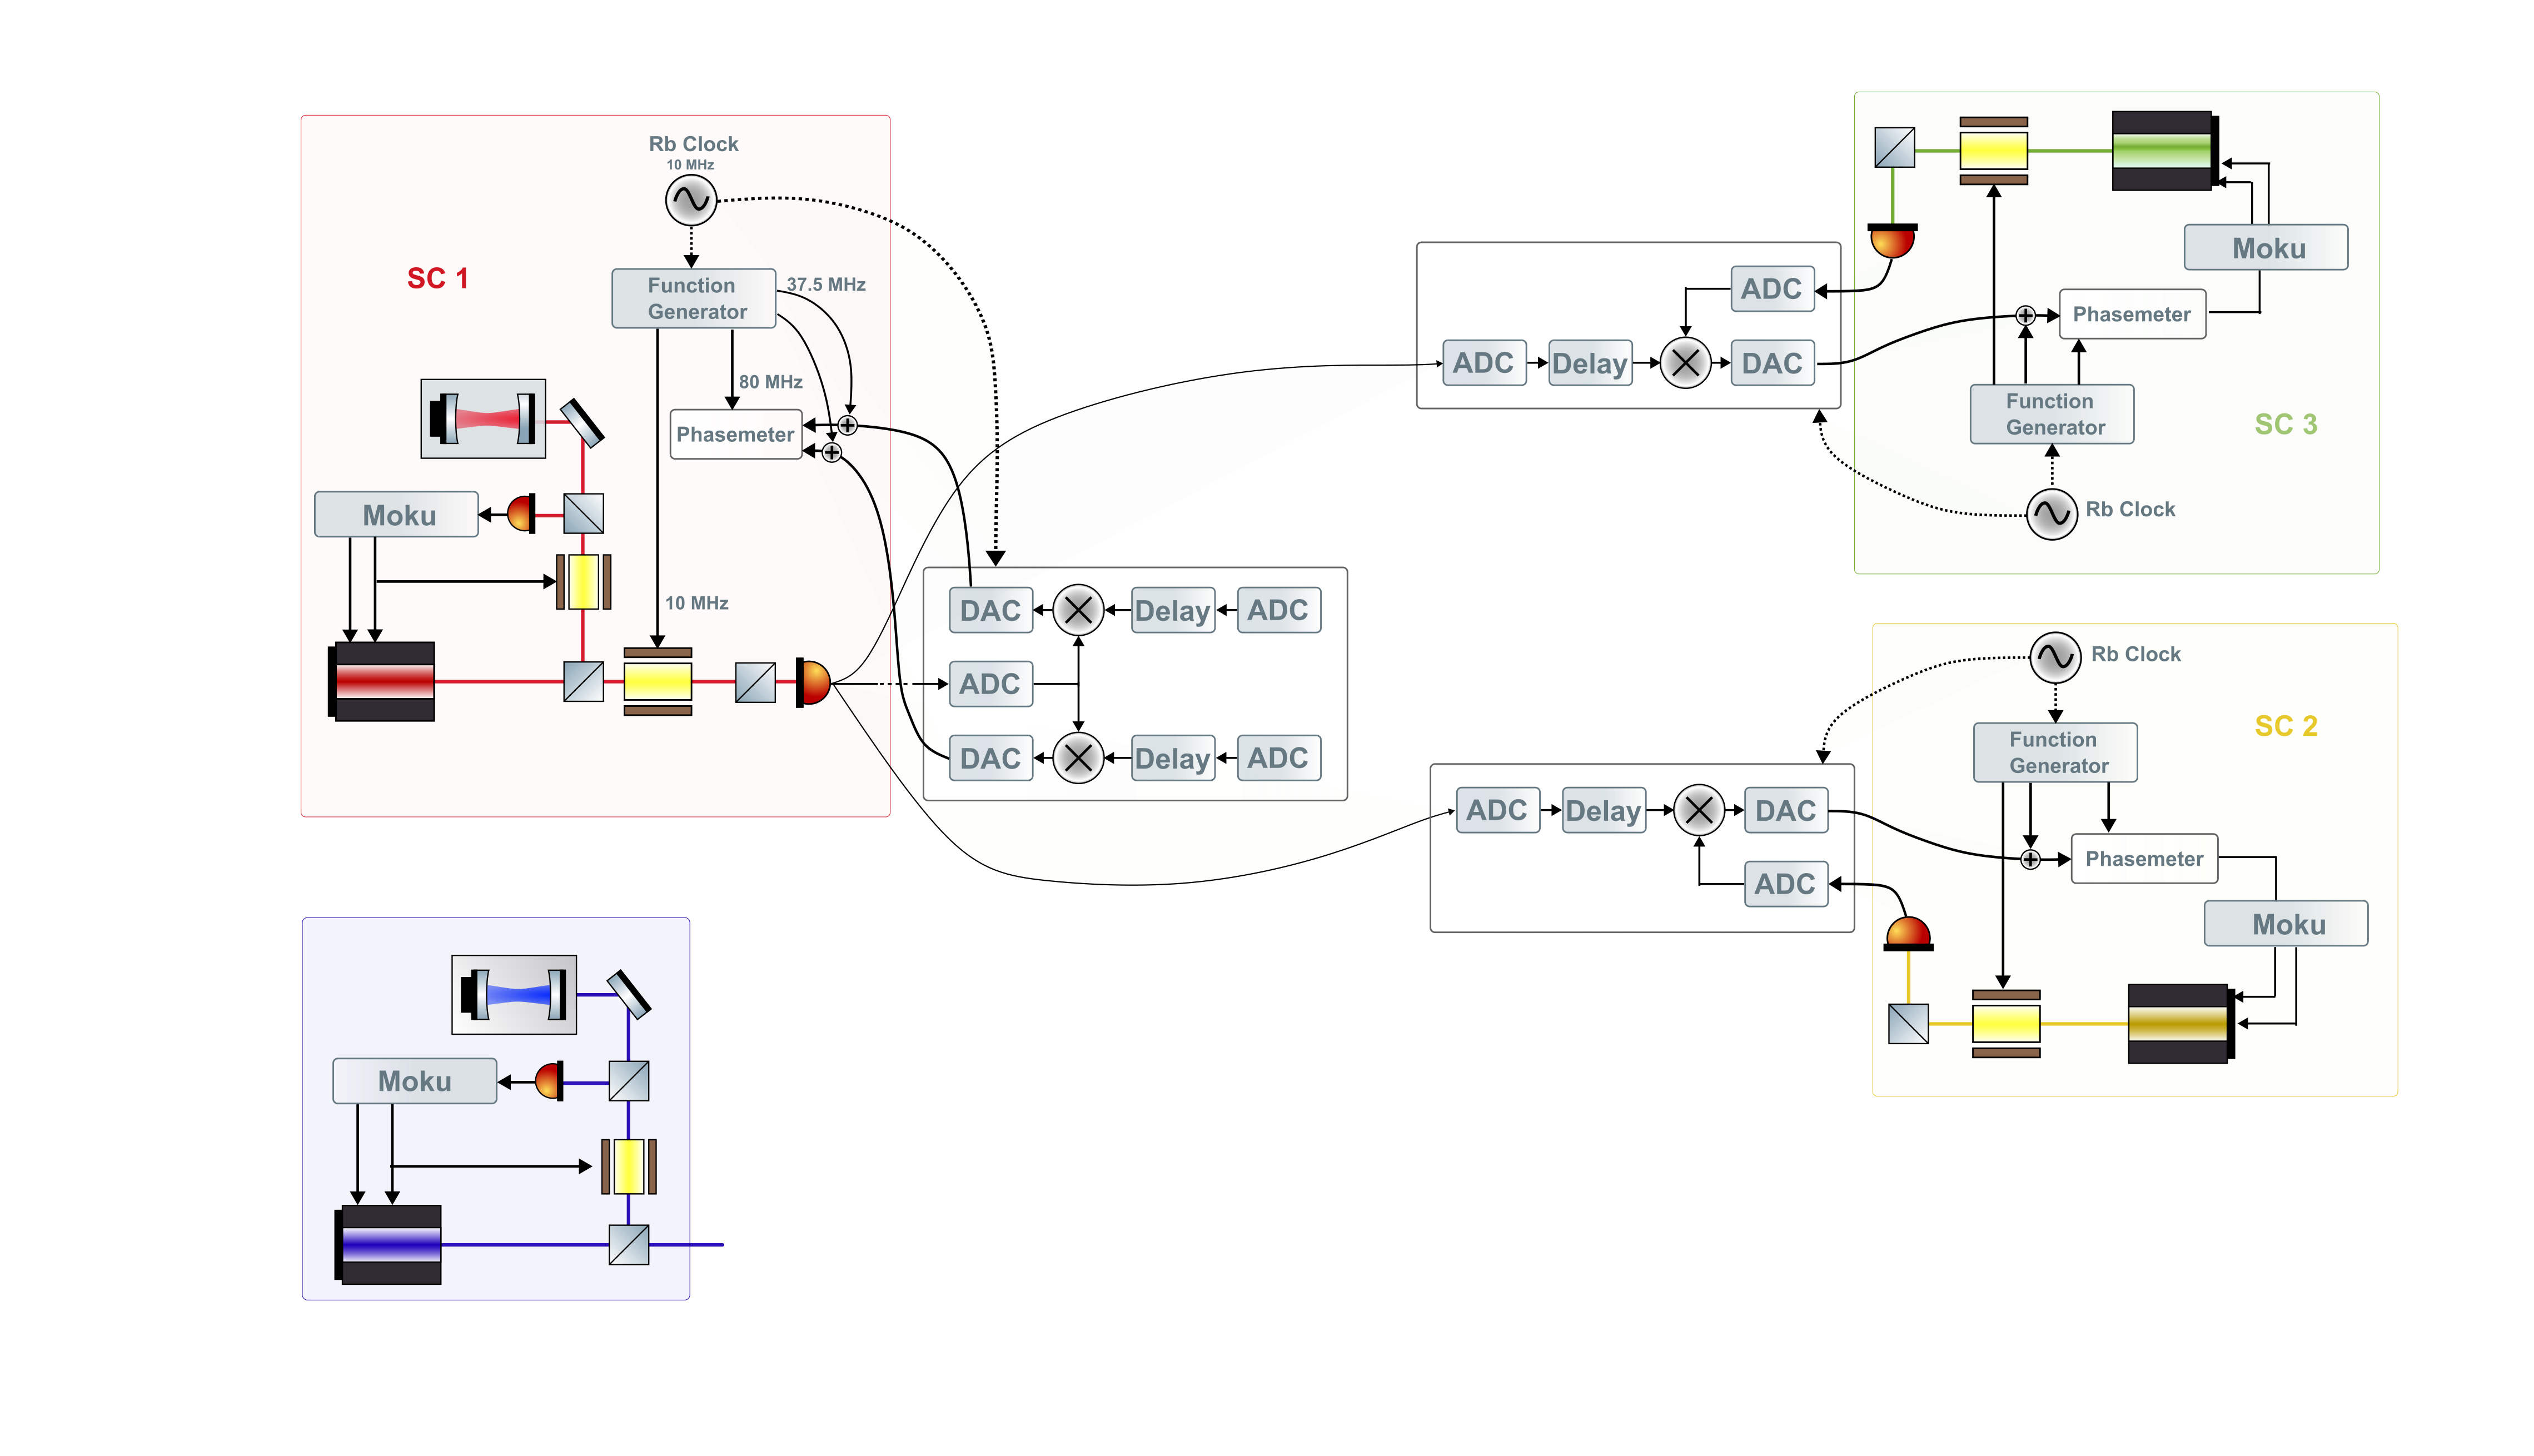 Rb Clock
10 MHz
SC 1
Function
Generator
37.5 MHz
80 MHz
Phasemeter
Moku
10 MHz
DAC
Delay
ADC
ADC
DAC
Delay
ADC
ADC
ADC
Delay
DAC
Moku
Phasemeter
Function
Generator
SC 3
Rb Clock
Rb Clock
SC 2
Function
Generator
ADC
Delay
DAC
ADC
Phasemeter
Moku
Moku